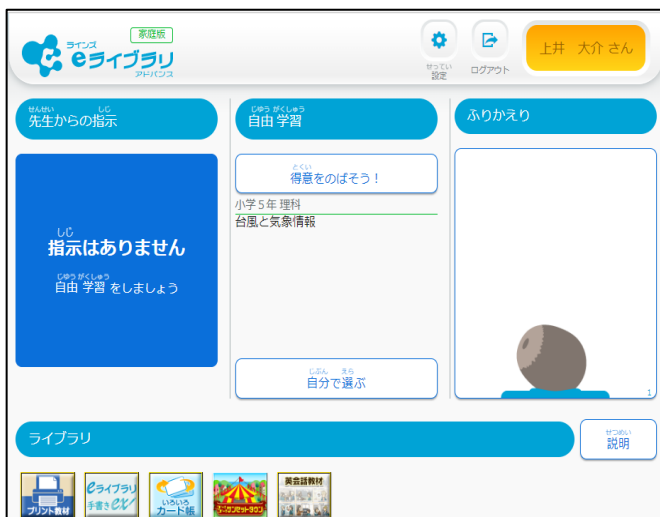 ラインズ
家庭版
eライブラリ
アドバンス
せってい
設定
ログアウト
上井 大介 さん
せんせい しじ
先生からの指示
じゆう がくしゅう
自由 学習
ふりかえり
しじ
指示はありません
じゆう がくしゅう
自由 学習 をしましょう
とくい
得意をのばそう！
小学5年 理科
台風と気象情報
じぶん えら
自分で選ぶ
1
ライブラリ
せつめい
説明
プリント教材
eライブラリ
手書きex
いろいろ
カード帳
英会話教材